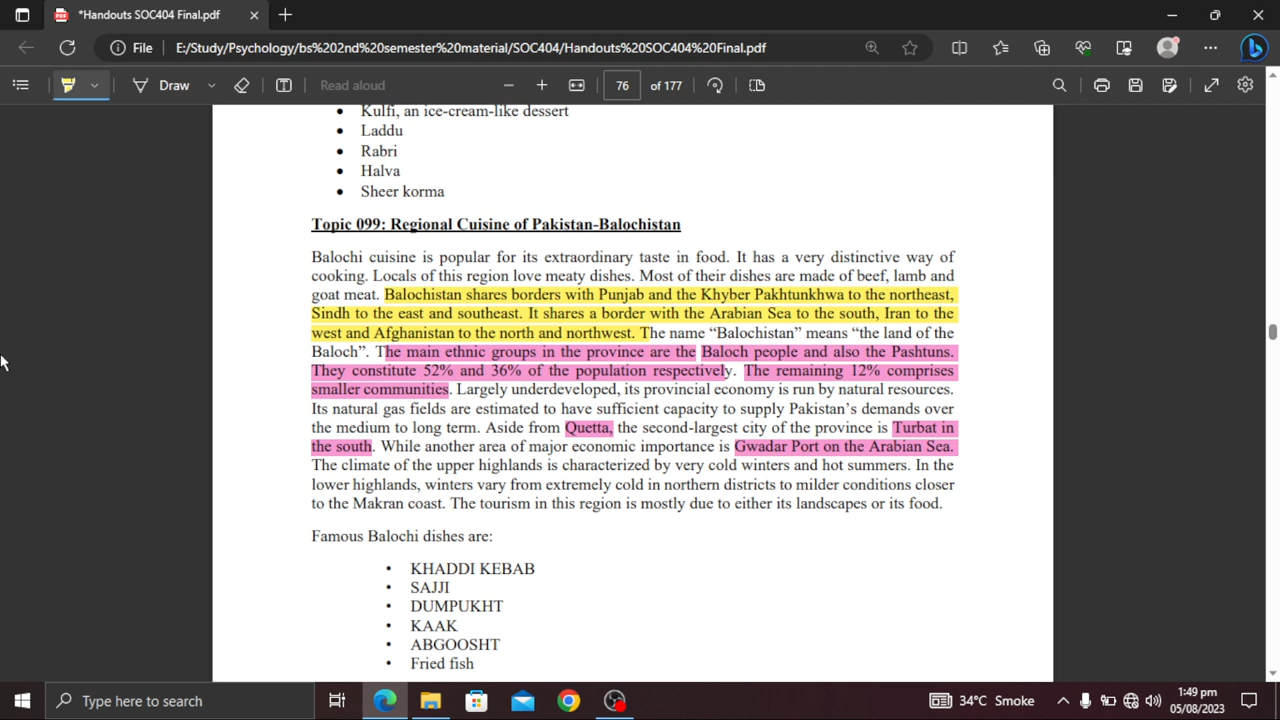 *Handouts SOC404 Final.pdf
File
E:/Study/Psychology/bs%202nd%20semester%20material/SOC404/Handouts%20SOC404%20Final.pdf
Draw
Read aloud
76
of 177
Kulfi, an ice-cream-like dessert
Laddu
Rabri
Halva
Sheer korma
Topic 099: Regional Cuisine of Pakistan-Balochistan
Balochi cuisine is popular for its extraordinary taste in food. It has a very distinctive way of
cooking. Locals of this region love meaty dishes. Most of their dishes are made of beef, lamb and
goat meat. Balochistan shares borders with Punjab and the Khyber Pakhtunkhwa to the northeast,
Sindh to the east and southeast. It shares a border with the Arabian Sea to the south, Iran to the
west and Afghanistan to the north and northwest. The name “Balochistan” means “the land of the
Baloch”. The main ethnic groups in the province are the Baloch people and also the Pashtuns.
They constitute 52% and 36% of the population respectively. The remaining 12% comprises
smaller communities. Largely underdeveloped, its provincial economy is run by natural resources.
Its natural gas fields are estimated to have sufficient capacity to supply Pakistan’s demands over
the medium to long term. Aside from Quetta, the second-largest city of the province is Turbat in
the south. While another area of major economic importance is Gwadar Port on the Arabian Sea.
The climate of the upper highlands is characterized by very cold winters and hot summers. In the
lower highlands, winters vary from extremely cold in northern districts to milder conditions closer
to the Makran coast. The tourism in this region is mostly due to either its landscapes or its food.
Famous Balochi dishes are:
KHADDI KEBAB
SAJJI
DUMPUKHT
KAAK
ABGOOSHT
Fried fish
Type here to search
34°C Smoke
1:49 pm
05/08/2023